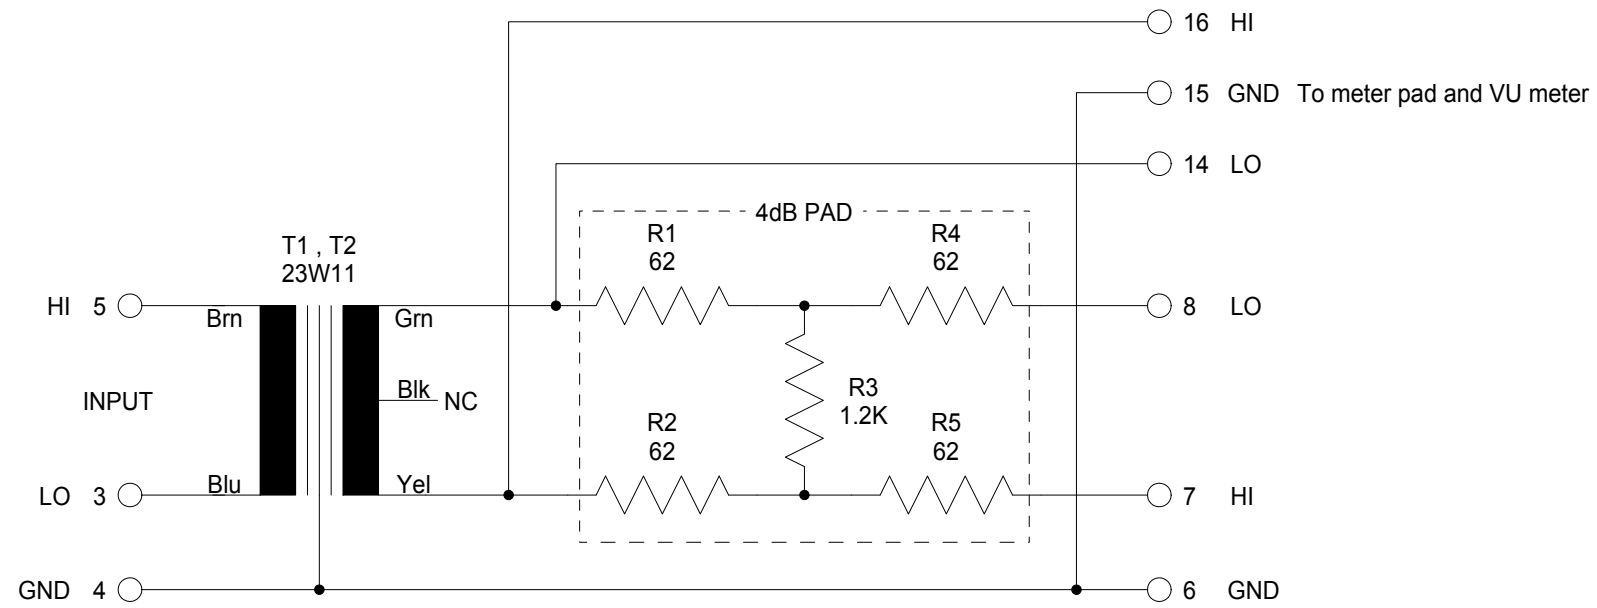 16 HI
15 GND To meter pad and VU meter
14 LO
4dB PAD
R1
62
R4
62
T1 , T2
23W11
HI 5
Brn
Grn
8 LO
INPUT
Blk
NC
R3
1.2K
R2
62
R5
62
LO 3
Blu
Yel
7 HI
GND 4
6 GND